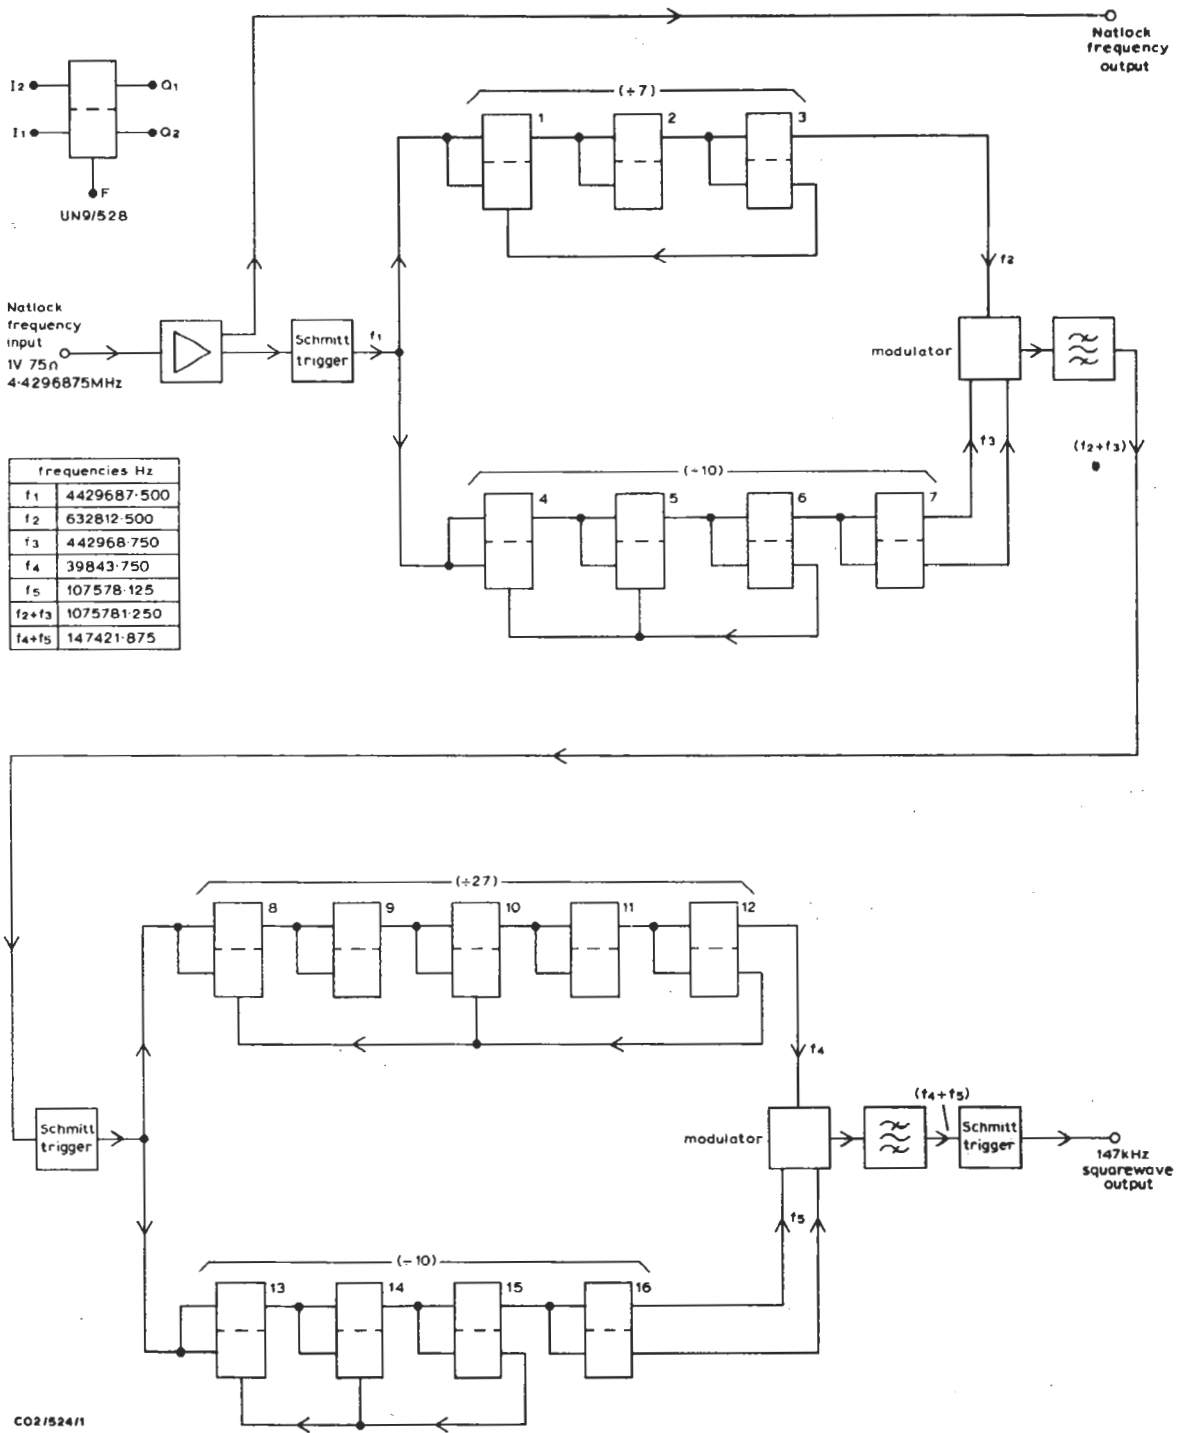 Natlock
frequency
output
I2
Q1
I1
Q2
F
UN9/528
(÷7)
1
2
3
f2
Natlock
frequency
input
1V 75Ω
4·4296875MHz
Schmitt
trigger
f1
modulator
f3
(f2+f3)
frequencies Hz
f1 4429687·500
f2 632812·500
f3 442968·750
f4 39843·750
f5 107578·125
f2+f3 1075781·250
f4+f5 147421·875
(÷10)
4
5
6
7
(÷27)
8
9
10
11
12
f4
Schmitt
trigger
modulator
(f4+f5)
Schmitt
trigger
147kHz
squarewave
output
f5
(÷10)
13
14
15
16
CO2/524/1